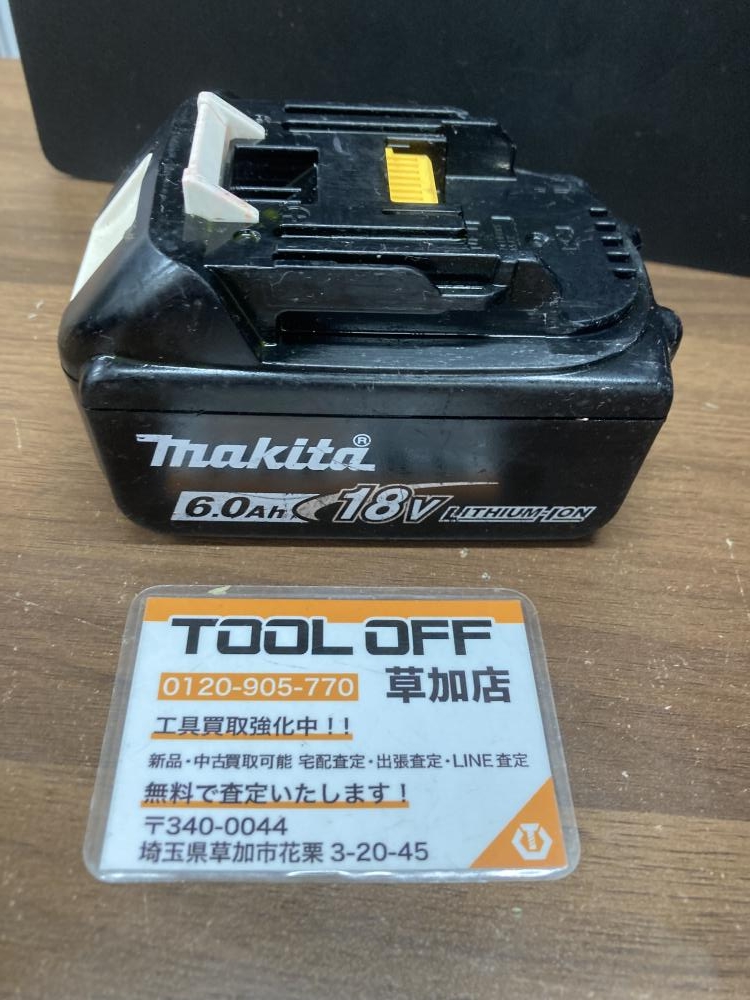 makita®
6.0Ah 18V LITHIUM-ION
TOOL OFF
0120-905-770 草加店
工具買取強化中!!
新品・中古買取可能 宅配査定・出張査定・LINE査定
無料で査定いたします!
〒340-0044
埼玉県草加市花栗3-20-45